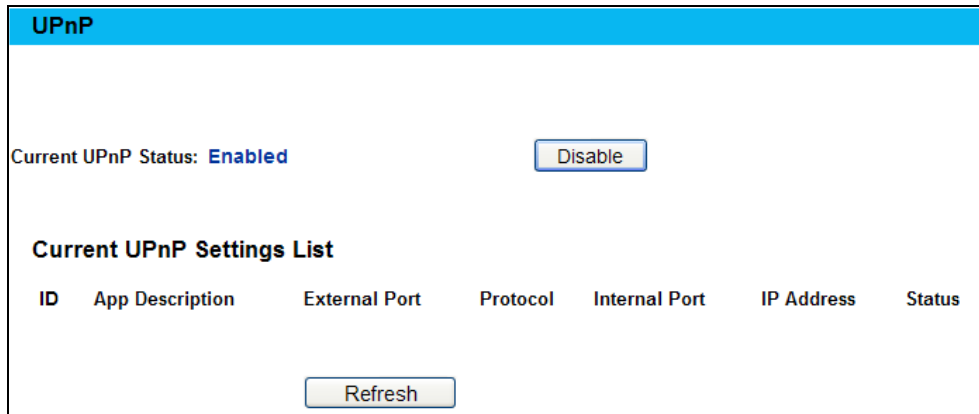 UPnP
Current UPnP Status: Enabled Disable
Current UPnP Settings List
ID App Description External Port Protocol Internal Port IP Address Status
Refresh